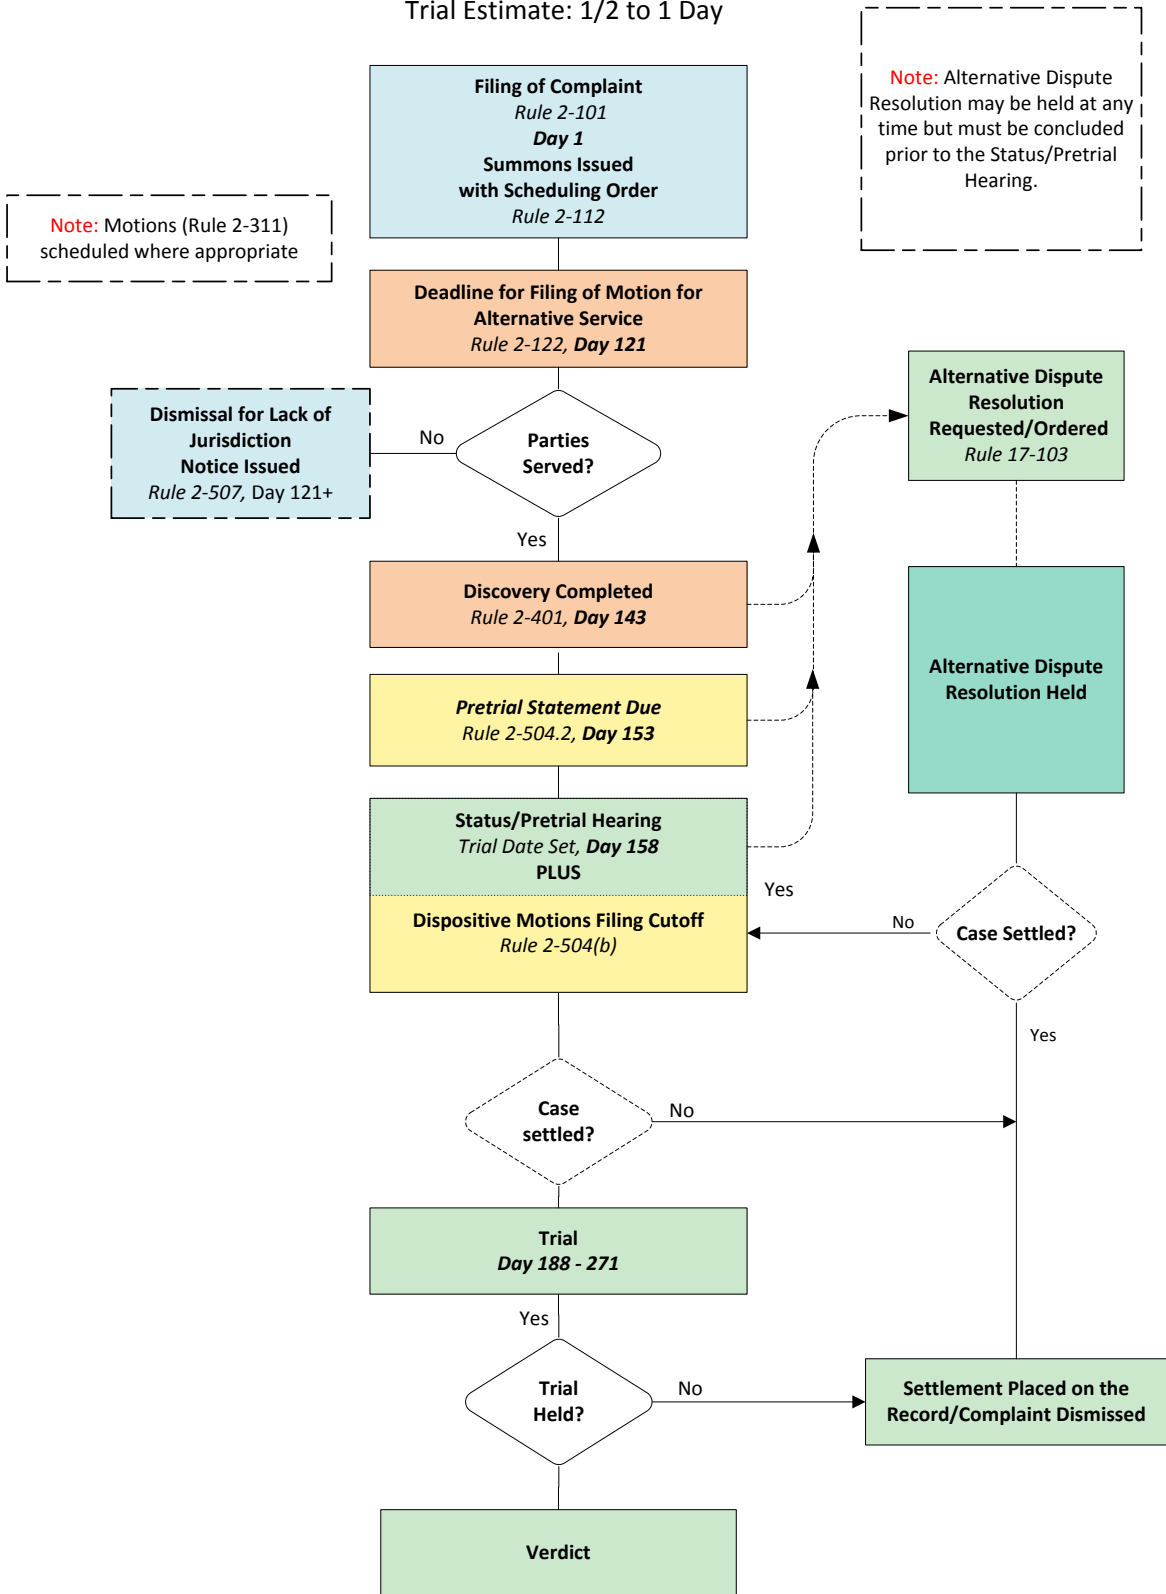 Trial Estimate: 1/2 to 1 Day
Note: Alternative Dispute
Resolution may be held at any
time but must be concluded
prior to the Status/Pretrial
Hearing.
Filing of Complaint
Rule 2-101
Day 1
Summons Issued
with Scheduling Order
Rule 2-112
Note: Motions (Rule 2-311)
scheduled where appropriate
Deadline for Filing of Motion for
Alternative Service
Rule 2-122, Day 121
Alternative Dispute
Resolution
Requested/Ordered
Rule 17-103
Dismissal for Lack of
Jurisdiction
Notice Issued
Rule 2-507, Day 121+
No
Parties
Served?
Yes
Discovery Completed
Rule 2-401, Day 143
Alternative Dispute
Resolution Held
Pretrial Statement Due
Rule 2-504.2, Day 153
Status/Pretrial Hearing
Trial Date Set, Day 158
PLUS
Yes
Dispositive Motions Filing Cutoff
Rule 2-504(b)
No
Case Settled?
Yes
Case
settled?
No
Trial
Day 188 - 271
Yes
Trial
Held?
No
Settlement Placed on the
Record/Complaint Dismissed
Verdict